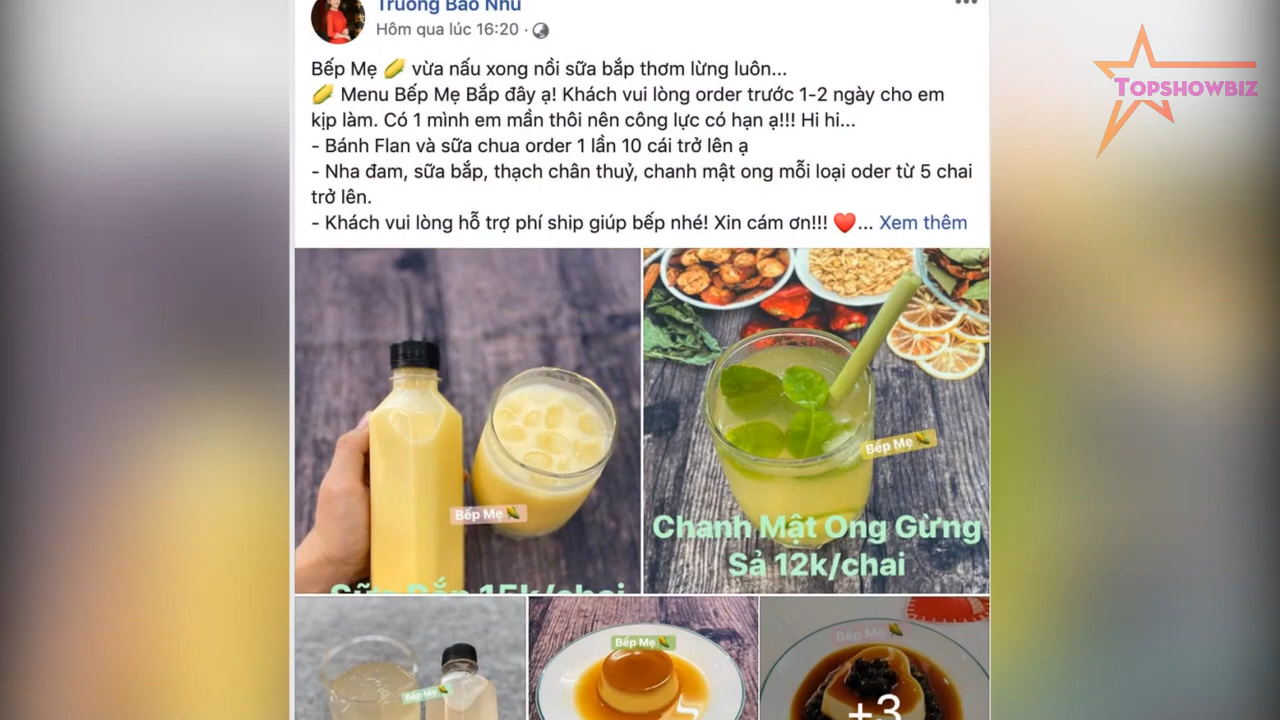 Trương Bảo Như
Hôm qua lúc 16:20 ·
TOPSHOWBIZ
Bếp Mẹ 🌽 vừa nấu xong nồi sữa bắp thơm lừng luôn...
🌽 Menu Bếp Mẹ Bắp đây ạ! Khách vui lòng order trước 1-2 ngày cho em
kịp làm. Có 1 mình em mần thôi nên công lực có hạn ạ!!! Hi hi...
- Bánh Flan và sữa chua order 1 lần 10 cái trở lên ạ
- Nha đam, sữa bắp, thạch chân thuỷ, chanh mật ong mỗi loại oder từ 5 chai
trở lên.
- Khách vui lòng hỗ trợ phí ship giúp bếp nhé! Xin cám ơn!!! ❤️... Xem thêm
Bếp Mẹ
Sữa Bắp 15k/chai
Bếp Mẹ
Chanh Mật Ong Gừng
Sả 12k/chai
Bếp Mẹ
Bếp Mẹ
Bếp Mẹ
+3